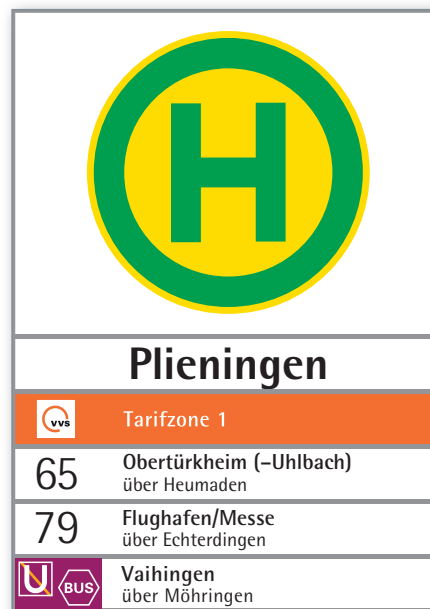 H
Plieningen
vvs Tarifzone 1
65 Obertürkheim (–Uhlbach)
über Heumaden
79 Flughafen/Messe
über Echterdingen
U BUS Vaihingen
über Möhringen